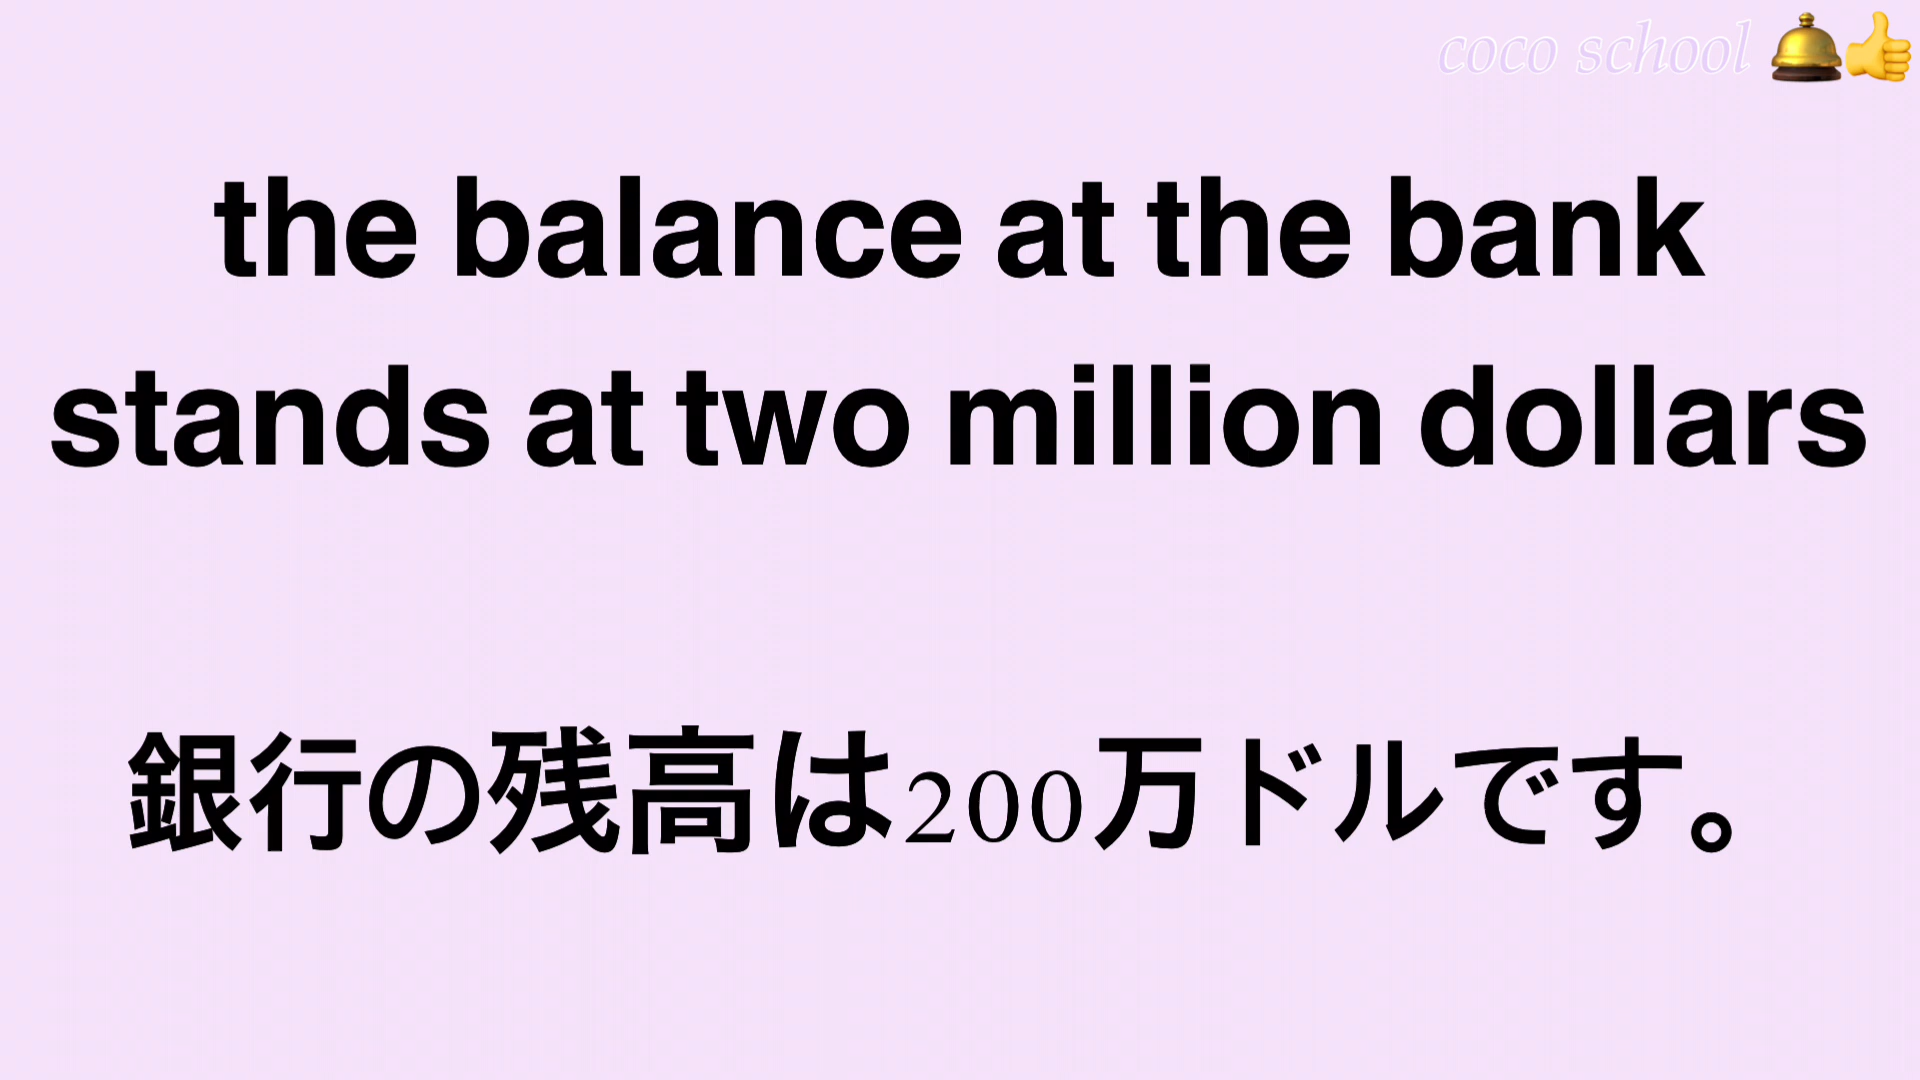 coco school 🛎️👍
the balance at the bank
stands at two million dollars
銀行の残高は200万ドルです。